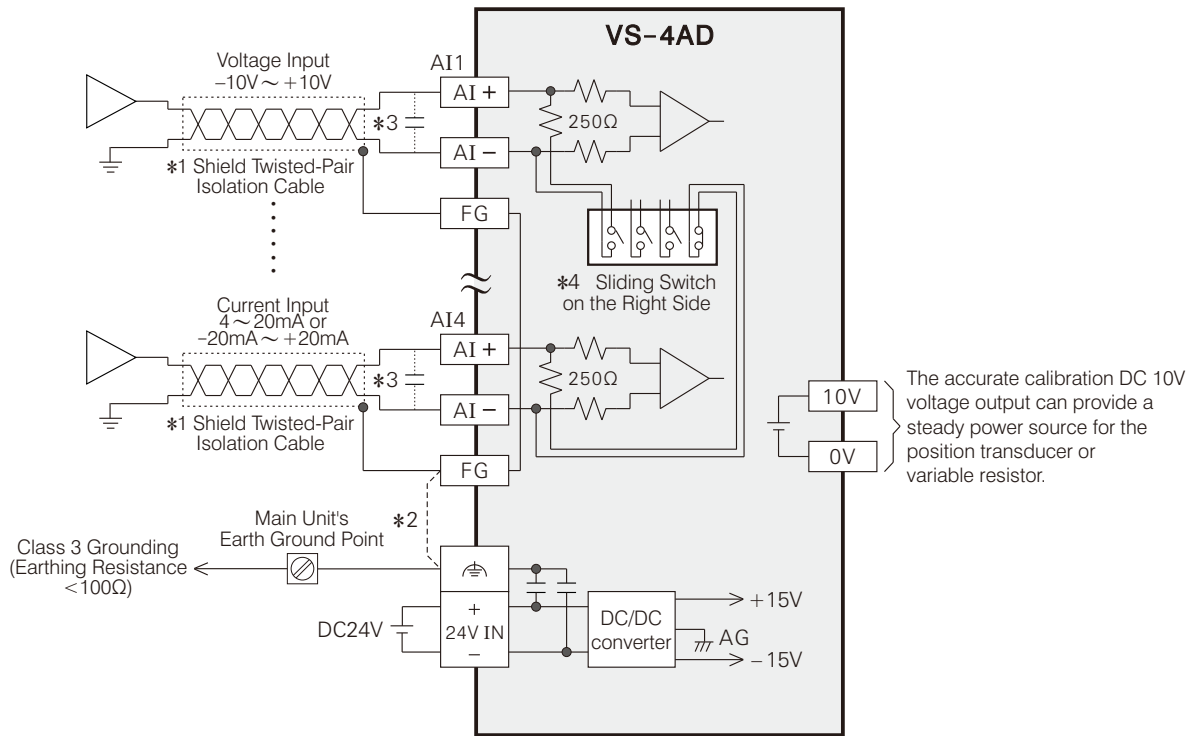 VS-4AD
Voltage Input
−10V～+10V
AI1
AI +
*3
250Ω
AI −
*1 Shield Twisted-Pair
Isolation Cable
FG
*4 Sliding Switch
on the Right Side
Current Input
4～20mA or
−20mA～+20mA
AI4
AI +
*3
250Ω
AI −
*1 Shield Twisted-Pair
Isolation Cable
FG
10V
0V
The accurate calibration DC 10V
voltage output can provide a
steady power source for the
position transducer or
variable resistor.
*2
Main Unit's
Earth Ground Point
Class 3 Grounding
(Earthing Resistance
<100Ω)
DC24V
+
24V IN
−
DC/DC
converter
+15V
AG
−15V